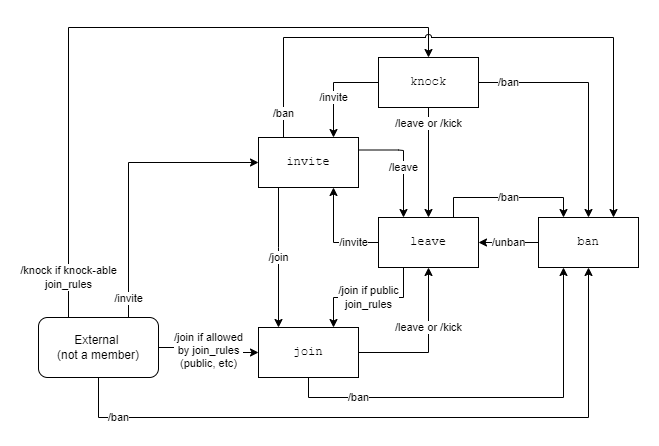 knock
/ban
/invite
/ban
/leave or /kick
invite
/leave
/ban
leave
ban
/invite
/unban
/join
/knock if knock-able
join_rules
/invite
/join if public
join_rules
External
(not a member)
/join if allowed
by join_rules
(public, etc)
/leave or /kick
join
/ban
/ban